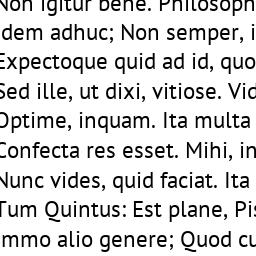 Non igitur bene. Philosoph
idem adhuc; Non semper, i
Expectoque quid ad id, quo
Sed ille, ut dixi, vitiose. Vid
Optime, inquam. Ita multa
Confecta res esset. Mihi, in
Nunc vides, quid faciat. Ita
Tum Quintus: Est plane, Pis
Immo alio genere; Quod cu